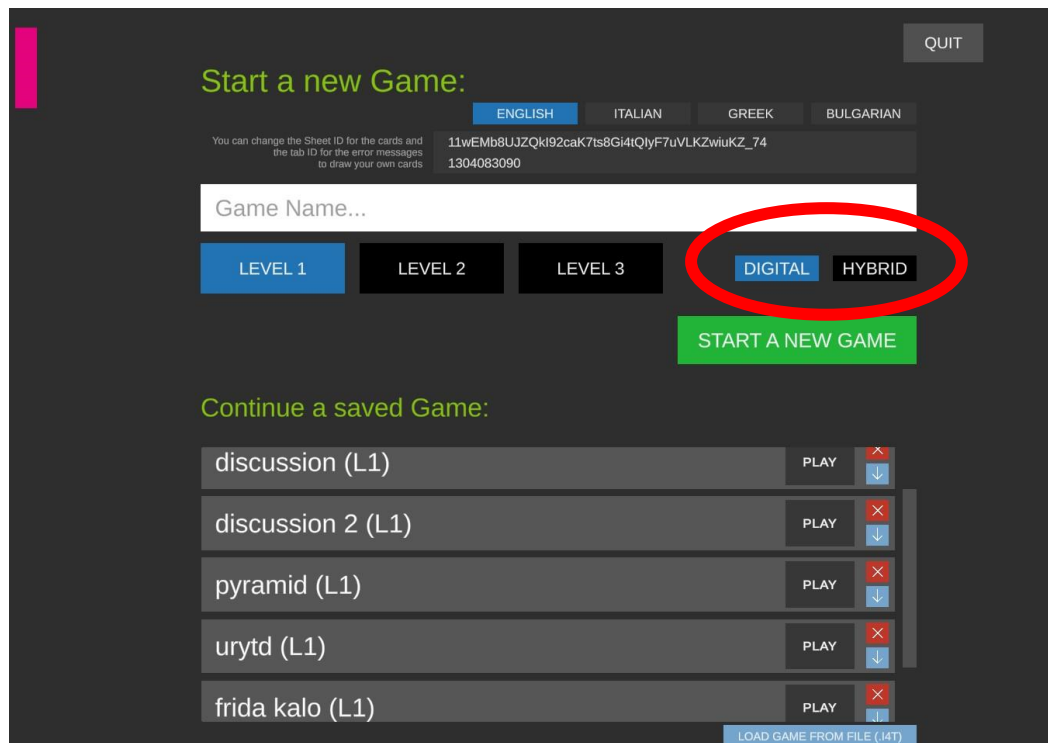 QUIT
Start a new Game:
ENGLISH ITALIAN GREEK BULGARIAN
You can change the Sheet ID for the cards and
the tab ID for the error messages
to draw your own cards
11wEMb8UJZQkI92caK7ts8Gi4tQIyF7uVLKZwiuKZ_74
1304083090
Game Name...
LEVEL 1 LEVEL 2 LEVEL 3 DIGITAL HYBRID
START A NEW GAME
Continue a saved Game:
discussion (L1) PLAY
discussion 2 (L1) PLAY
pyramid (L1) PLAY
urytd (L1) PLAY
frida kalo (L1) PLAY
LOAD GAME FROM FILE (.I4T)